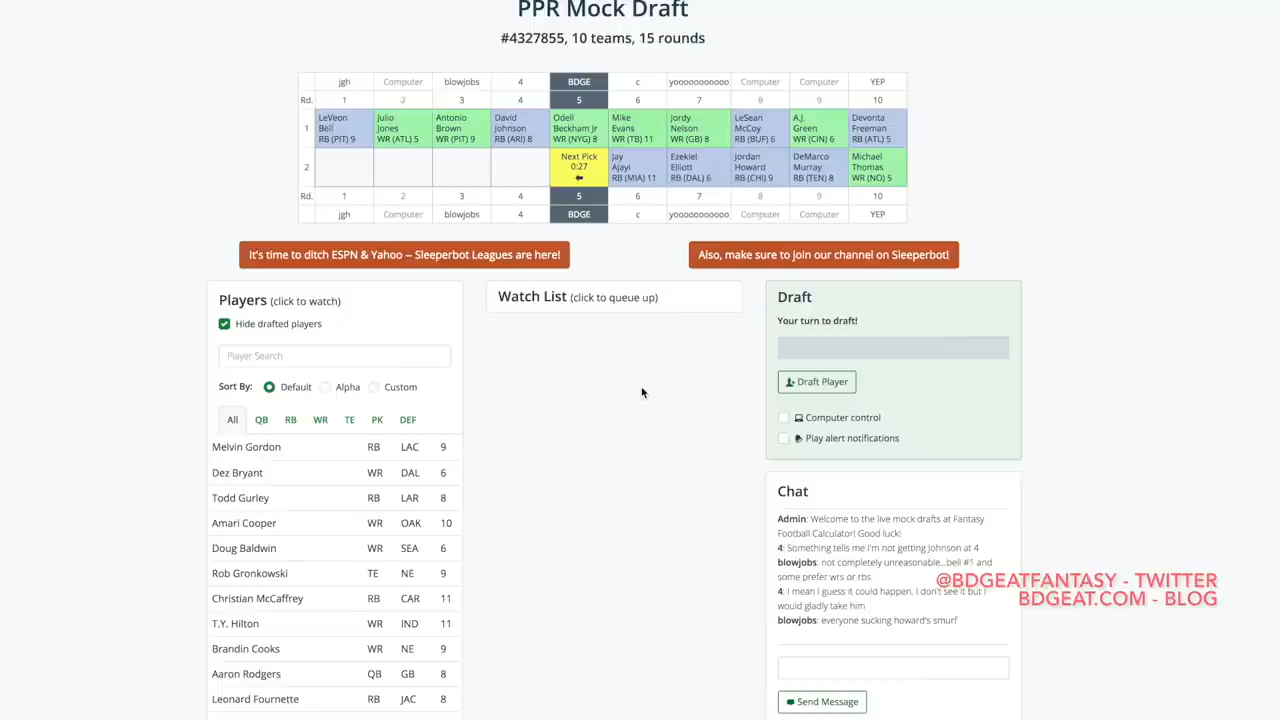 PPR Mock Draft
#4327855, 10 teams, 15 rounds
jgh Computer blowjobs 4 BDGE c yooooooooooo Computer Computer YEP
Rd. 1 2 3 4 5 6 7 8 9 10
1 LeVeon Bell RB (PIT) 9 Julio Jones WR (ATL) 5 Antonio Brown WR (PIT) 9 David Johnson RB (ARI) 8 Odell Beckham Jr WR (NYG) 8 Mike Evans WR (TB) 11 Jordy Nelson WR (GB) 8 LeSean McCoy RB (BUF) 6 A.J. Green WR (CIN) 6 Devonta Freeman RB (ATL) 5
2 Next Pick 0:27 Jay Ajayi RB (MIA) 11 Ezekiel Elliott RB (DAL) 6 Jordan Howard RB (CHI) 9 DeMarco Murray RB (TEN) 8 Michael Thomas WR (NO) 5
Rd. 1 2 3 4 5 6 7 8 9 10
jgh Computer blowjobs 4 BDGE c yooooooooooo Computer Computer YEP
It's time to ditch ESPN & Yahoo – Sleeperbot Leagues are here!
Also, make sure to join our channel on Sleeperbot!
Players (click to watch)
Hide drafted players
Player Search
Sort By: Default Alpha Custom
All QB RB WR TE PK DEF
Melvin Gordon RB LAC 9
Dez Bryant WR DAL 6
Todd Gurley RB LAR 8
Amari Cooper WR OAK 10
Doug Baldwin WR SEA 6
Rob Gronkowski TE NE 9
Christian McCaffrey RB CAR 11
T.Y. Hilton WR IND 11
Brandin Cooks WR NE 9
Aaron Rodgers QB GB 8
Leonard Fournette RB JAC 8
Watch List (click to queue up)
Draft
Your turn to draft!
Draft Player
Computer control
Play alert notifications
Chat
Admin: Welcome to the live mock drafts at Fantasy
Football Calculator! Good luck!
4: Something tells me I'm not getting Johnson at 4
blowjobs: not completely unreasonable...bell #1 and
some prefer wrs or rbs
4: I mean I guess it could happen. I don't see it but I
would gladly take him
blowjobs: everyone sucking howard's smurf
Send Message
@BDGEATFANTASY - TWITTER
BDGEAT.COM - BLOG